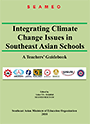 SEAMEO
Integrating Climate
Change Issues in
Southeast Asian Schools
A Teachers' Guidebook
Southeast Asian Ministers of Education Organization